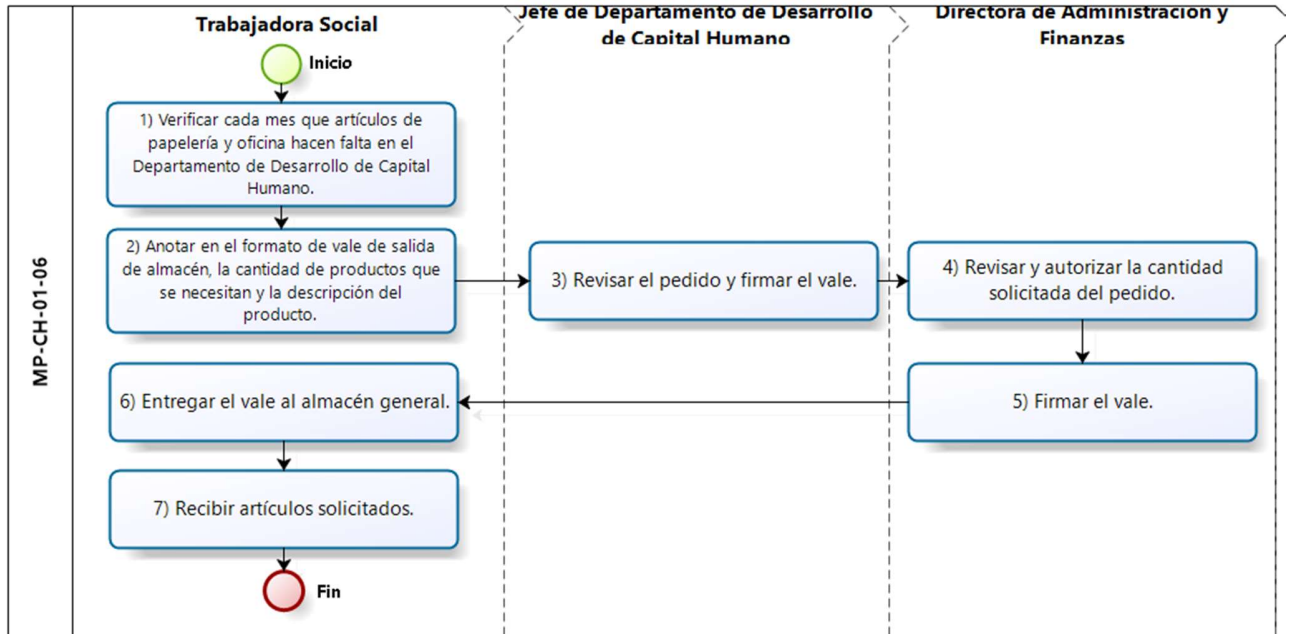 MP-CH-01-06
Trabajadora Social
Jefe de Departamento de Desarrollo
de Capital Humano
Directora de Administración y
Finanzas
Inicio
1) Verificar cada mes que artículos de
papelería y oficina hacen falta en el
Departamento de Desarrollo de Capital
Humano.
2) Anotar en el formato de vale de salida
de almacén, la cantidad de productos que
se necesitan y la descripción del
producto.
3) Revisar el pedido y firmar el vale.
4) Revisar y autorizar la cantidad
solicitada del pedido.
5) Firmar el vale.
6) Entregar el vale al almacén general.
7) Recibir artículos solicitados.
Fin